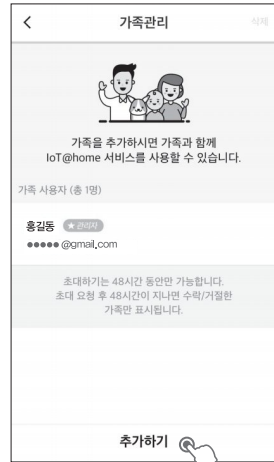 가족관리 삭제
가족을 추가하시면 가족과 함께
IoT@home 서비스를 사용할 수 있습니다.
가족 사용자 (총 1명)
홍길동 ★ 관리자
●●●●● @gmail.com
초대하기는 48시간 동안만 가능합니다.
초대 요청 후 48시간이 지나면 수락/거절한
가족만 표시됩니다.
추가하기